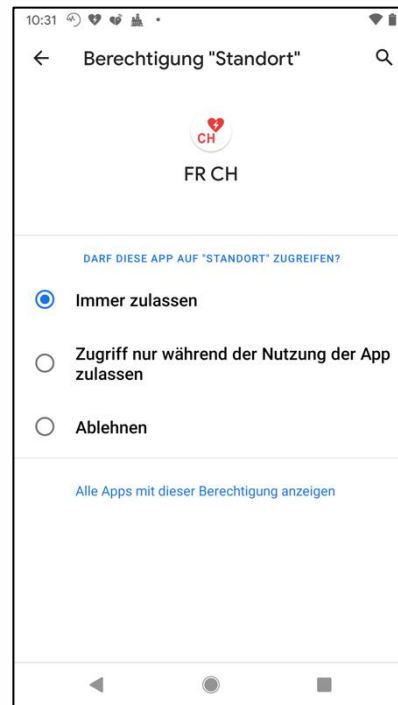 10:31
Berechtigung "Standort"
CH
FR CH
DARF DIESE APP AUF "STANDORT" ZUGREIFEN?
Immer zulassen
Zugriff nur während der Nutzung der App
zulassen
Ablehnen
Alle Apps mit dieser Berechtigung anzeigen